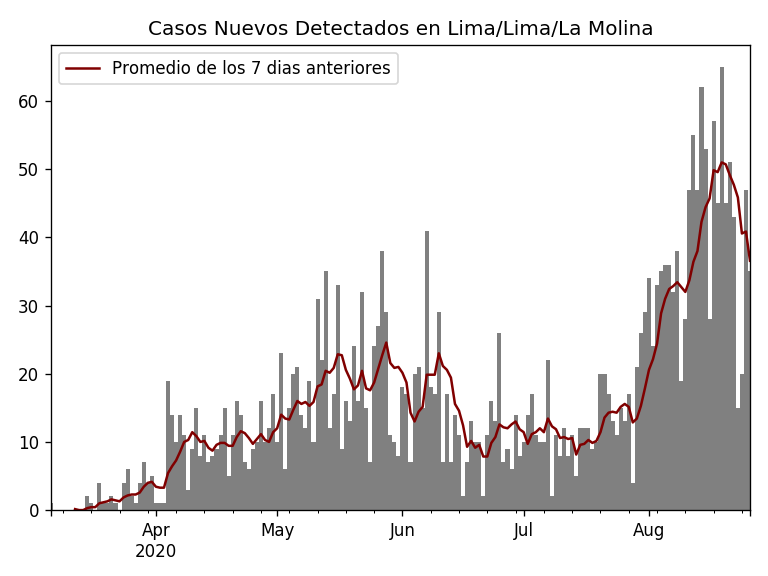 Casos Nuevos Detectados en Lima/Lima/La Molina
Promedio de los 7 dias anteriores
60
50
40
30
20
10
0
Apr May Jun Jul Aug
2020